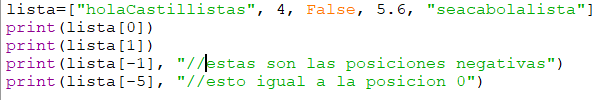 lista=["holaCastillistas", 4, False, 5.6, "seacabolalista"]
print(lista[0])
print(lista[1])
print(lista[-1], "//estas son las posiciones negativas")
print(lista[-5], "//esto igual a la posicion 0")